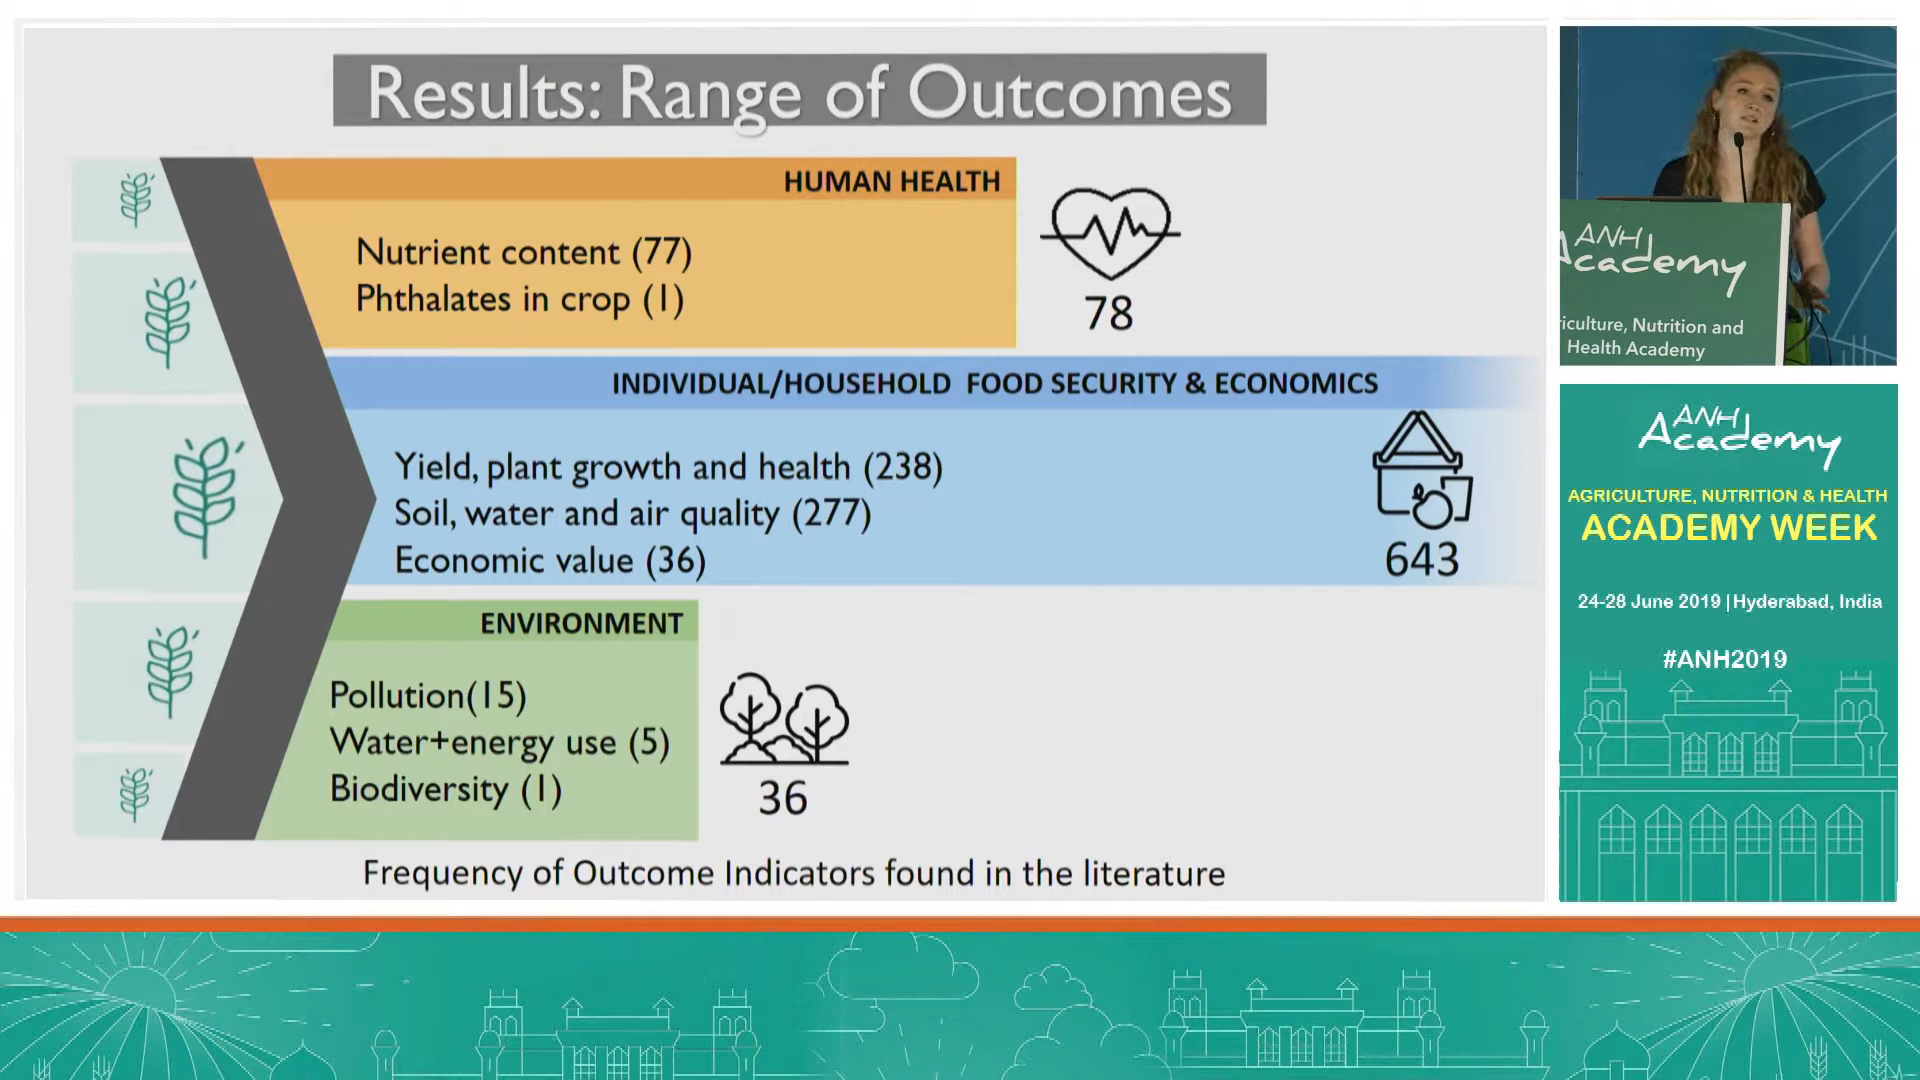 Results: Range of Outcomes
HUMAN HEALTH
Nutrient content (77)
Phthalates in crop (1)
78
INDIVIDUAL/HOUSEHOLD FOOD SECURITY & ECONOMICS
Yield, plant growth and health (238)
Soil, water and air quality (277)
Economic value (36)
643
ENVIRONMENT
Pollution(15)
Water+energy use (5)
Biodiversity (1)
36
Frequency of Outcome Indicators found in the literature
ANH
Academy
riculture, Nutrition and
Health Academy
ANH
Academy
AGRICULTURE, NUTRITION & HEALTH
ACADEMY WEEK
24-28 June 2019 | Hyderabad, India
#ANH2019